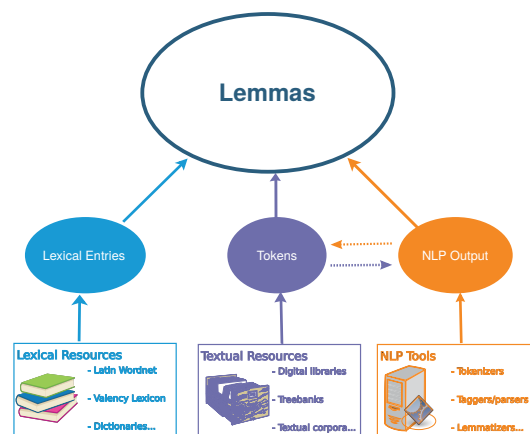 Lemmas
Lexical Entries
Tokens
NLP Output
Lexical Resources
- Latin Wordnet
- Valency Lexicon
- Dictionaries...
Textual Resources
- Digital libraries
- Treebanks
- Textual corpora...
NLP Tools
- Tokenizers
- Taggers/parsers
- Lemmatizers...